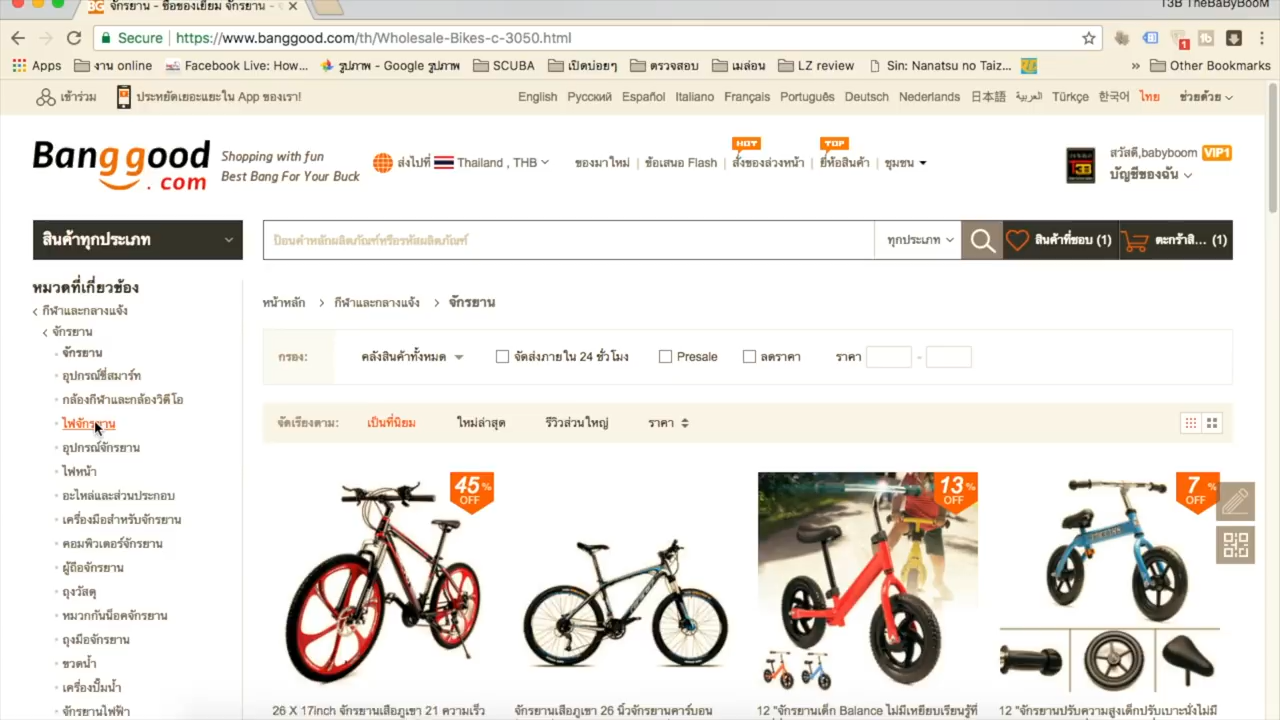 จักรยาน - ซื้อของเยี่ยม จักรยาน -
T3B TheBaByBooM
Secure https://www.banggood.com/th/Wholesale-Bikes-c-3050.html
Apps งาน online Facebook Live: How... รูปภาพ - Google รูปภาพ SCUBA เปิดบ่อยๆ ตรวจสอบ เมล่อน LZ review Sin: Nanatsu no Taiz... » Other Bookmarks
เข้าร่วม ประหยัดเยอะแยะใน App ของเรา! English Русский Español Italiano Français Português Deutsch Nederlands 日本語 العربية Türkçe 한국어 ไทย ช่วยด้วย
HOT TOP
Banggood.com
Shopping with fun
Best Bang For Your Buck
ส่งไปที่ Thailand , THB ของมาใหม่ | ข้อเสนอ Flash | สั่งของล่วงหน้า | ยี่ห้อสินค้า | ชุมชน
T3B
สวัสดี,babyboom VIP1
บัญชีของฉัน
สินค้าทุกประเภท
ป้อนคำหลักผลิตภัณฑ์หรือรหัสผลิตภัณฑ์ ทุกประเภท สินค้าที่ชอบ (1) ตะกร้าสิ... (1)
หมวดที่เกี่ยวข้อง
กีฬาและกลางแจ้ง
จักรยาน
จักรยาน
อุปกรณ์ขี่สมาร์ท
กล้องกีฬาและกล้องวิดีโอ
ไฟจักรยาน
อุปกรณ์จักรยาน
ไฟหน้า
อะไหล่และส่วนประกอบ
เครื่องมือสำหรับจักรยาน
คอมพิวเตอร์จักรยาน
ผู้ถือจักรยาน
ถุงวัสดุ
หมวกกันน็อคจักรยาน
ถุงมือจักรยาน
ขวดน้ำ
เครื่องปั๊มน้ำ
จักรยานไฟฟ้า
หน้าหลัก > กีฬาและกลางแจ้ง > จักรยาน
กรอง: คลังสินค้าทั้งหมด จัดส่งภายใน 24 ชั่วโมง Presale ลดราคา ราคา -
จัดเรียงตาม: เป็นที่นิยม ใหม่ล่าสุด รีวิวส่วนใหญ่ ราคา
45% OFF
13% OFF
7% OFF
26 X 17inch จักรยานเสือภูเขา 21 ความเร็ว
จักรยานเสือภูเขา 26 นิ้วจักรยานคาร์บอน
12 "จักรยานเด็ก Balance ไม่มีเหยียบเรียนรู้ที่
12 "จักรยานปรับความสูงเด็กปรับเบาะนั่งไม่มี